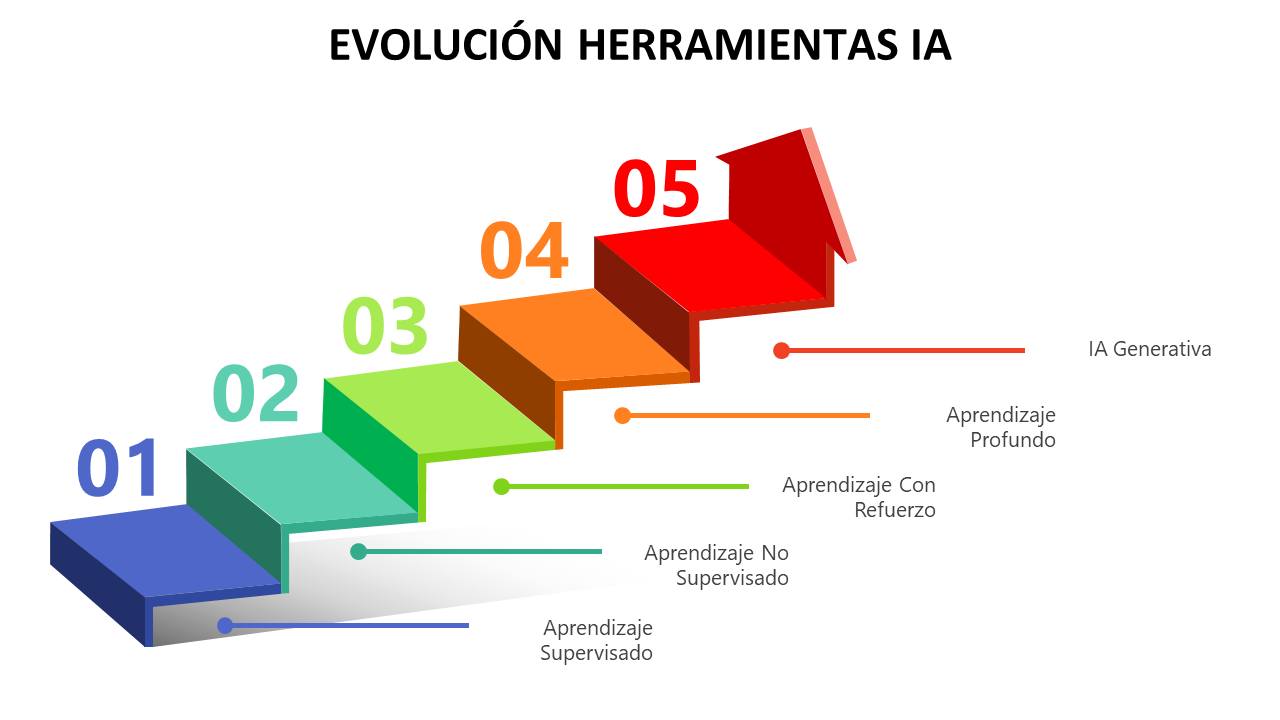 EVOLUCIÓN HERRAMIENTAS IA
05
04
03
02
01
IA Generativa
Aprendizaje
Profundo
Aprendizaje Con
Refuerzo
Aprendizaje No
Supervisado
Aprendizaje
Supervisado